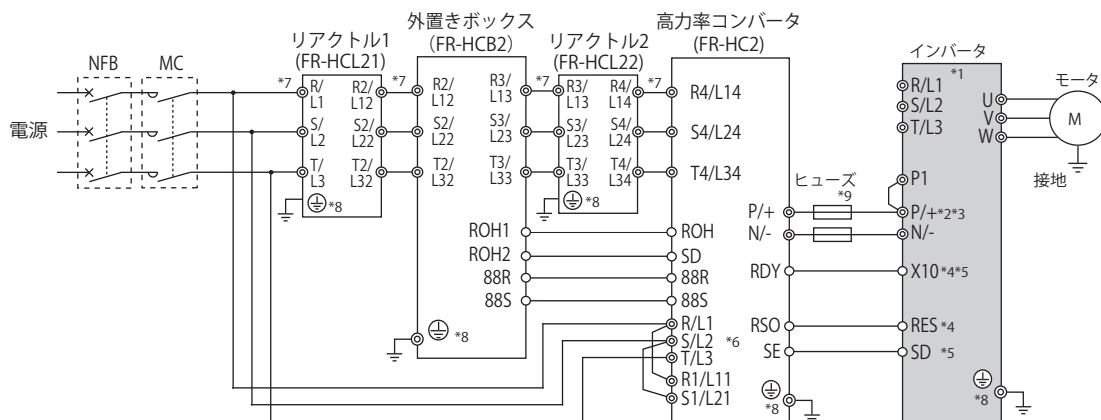 外置きボックス
(FR-HCB2)
高力率コンバータ
(FR-HC2)
リアクトル1
(FR-HCL21)
リアクトル2
(FR-HCL22)
インバータ
モータ
NFB
MC
電源
*7
R/
L1
R2/
L12
*7
R2/
L12
R3/
L13
*7
R3/
L13
R4/
L14
*7
R4/L14
S/
L2
S2/
L22
S2/
L22
S3/
L23
S3/
L23
S4/
L24
S4/L24
T/
L3
T2/
L32
T2/
L32
T3/
L33
T3/
L33
T4/
L34
T4/L34
*8
*8
*1
R/L1
S/L2
T/L3
U
V
W
M
接地
ヒューズ
*9
P1
P/+
P/+*2*3
N/-
N/-
ROH1
ROH
ROH2
SD
RDY
X10*4*5
88R
88R
88S
88S
R/L1
S/L2
*6
T/L3
R1/L11
S1/L21
RSO
RES*4
SE
SD *5
*8
*8
*8